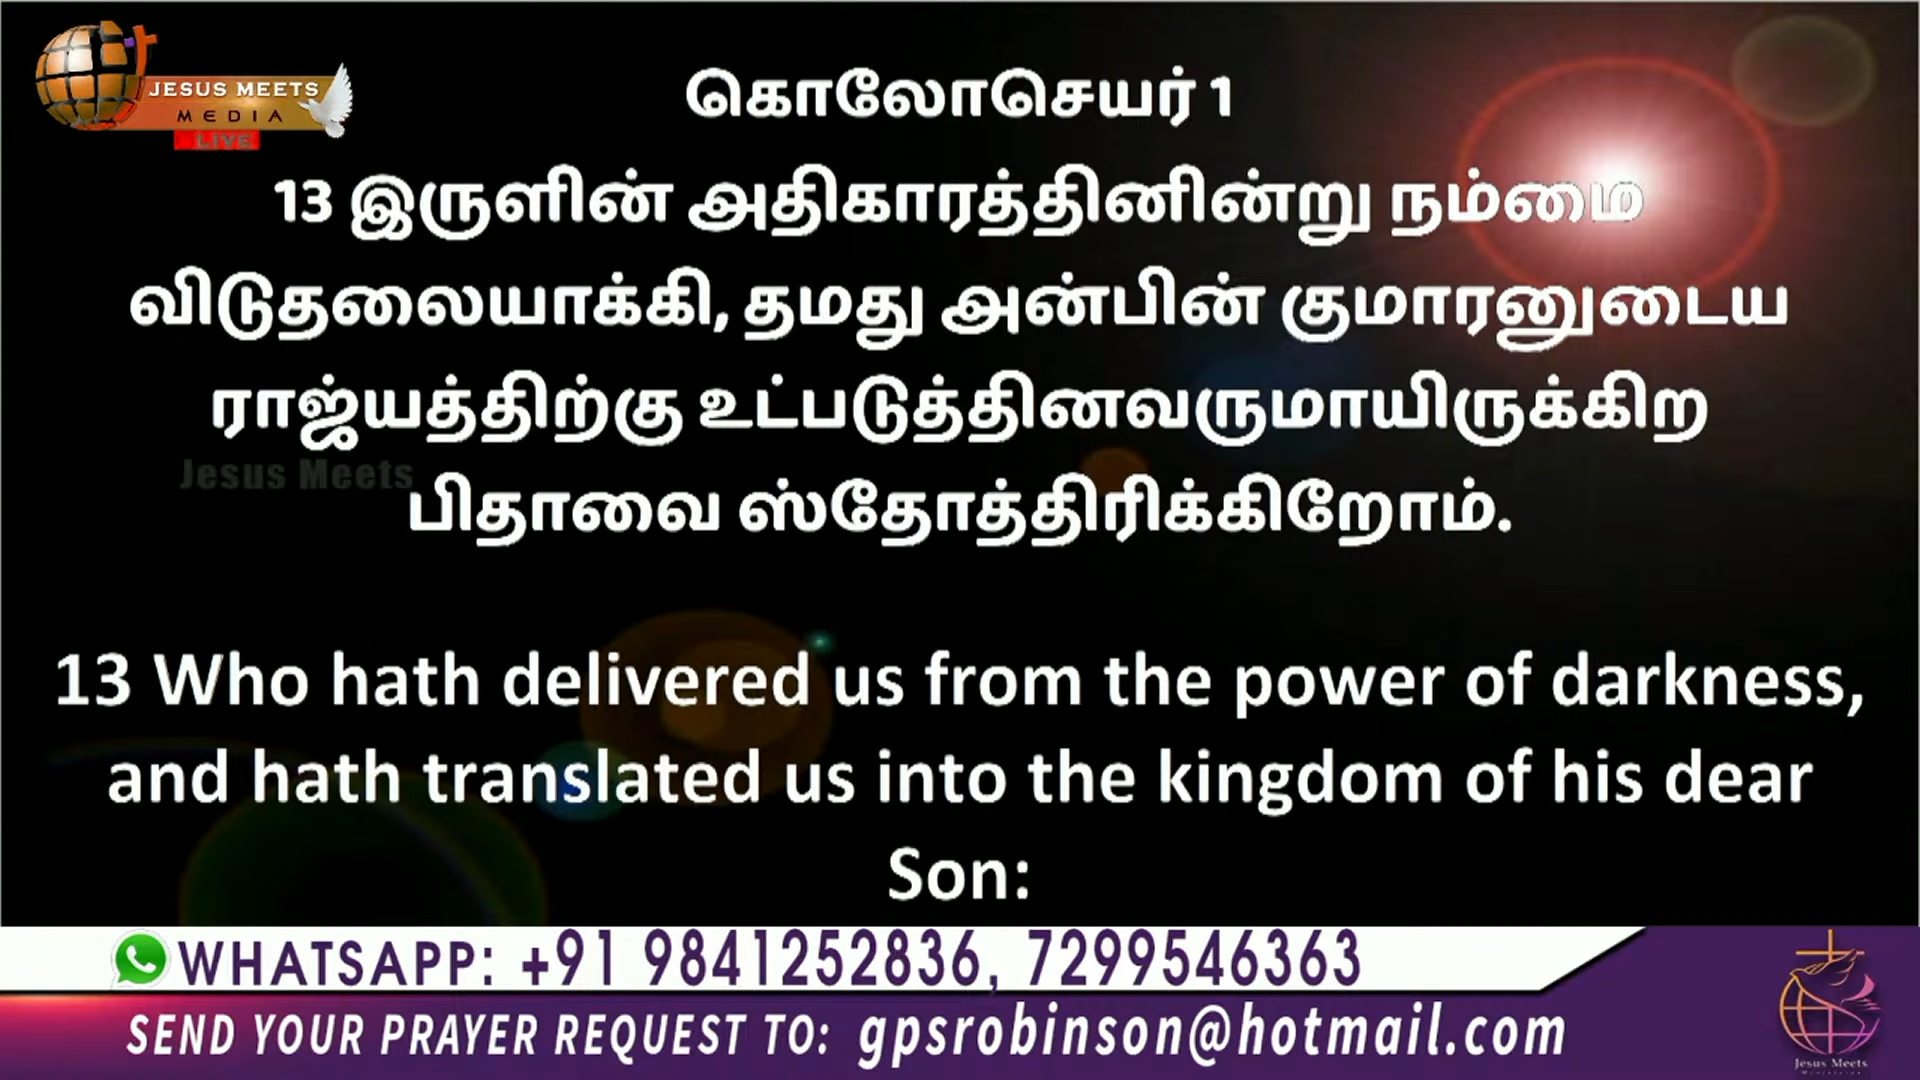 JESUS MEETS
MEDIA
LIVE
கொலோசெயர் 1
13 இருளின் அதிகாரத்தினின்று நம்மை
விடுதலையாக்கி, தமது அன்பின் குமாரனுடைய
ராஜ்யத்திற்கு உட்படுத்தினவருமாயிருக்கிற
Jesus Meets
பிதாவை ஸ்தோத்திரிக்கிறோம்.
13 Who hath delivered us from the power of darkness,
and hath translated us into the kingdom of his dear
Son:
WHATSAPP: +91 9841252836, 7299546363
SEND YOUR PRAYER REQUEST TO: gpsrobinson@hotmail.com
Jesus Meets